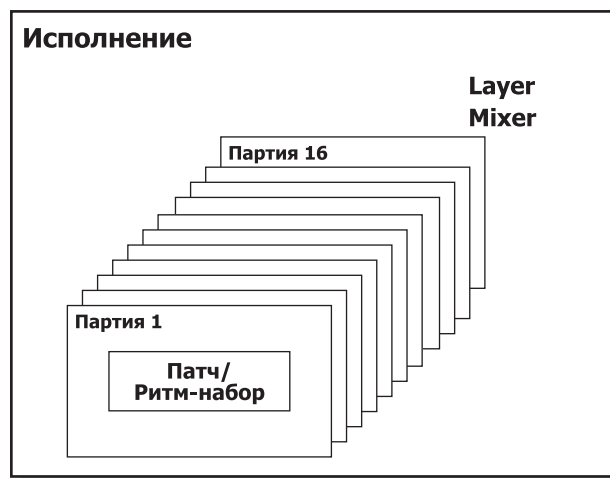 Исполнение
Layer
Mixer
Партия 16
Партия 1
Патч/
Ритм-набор